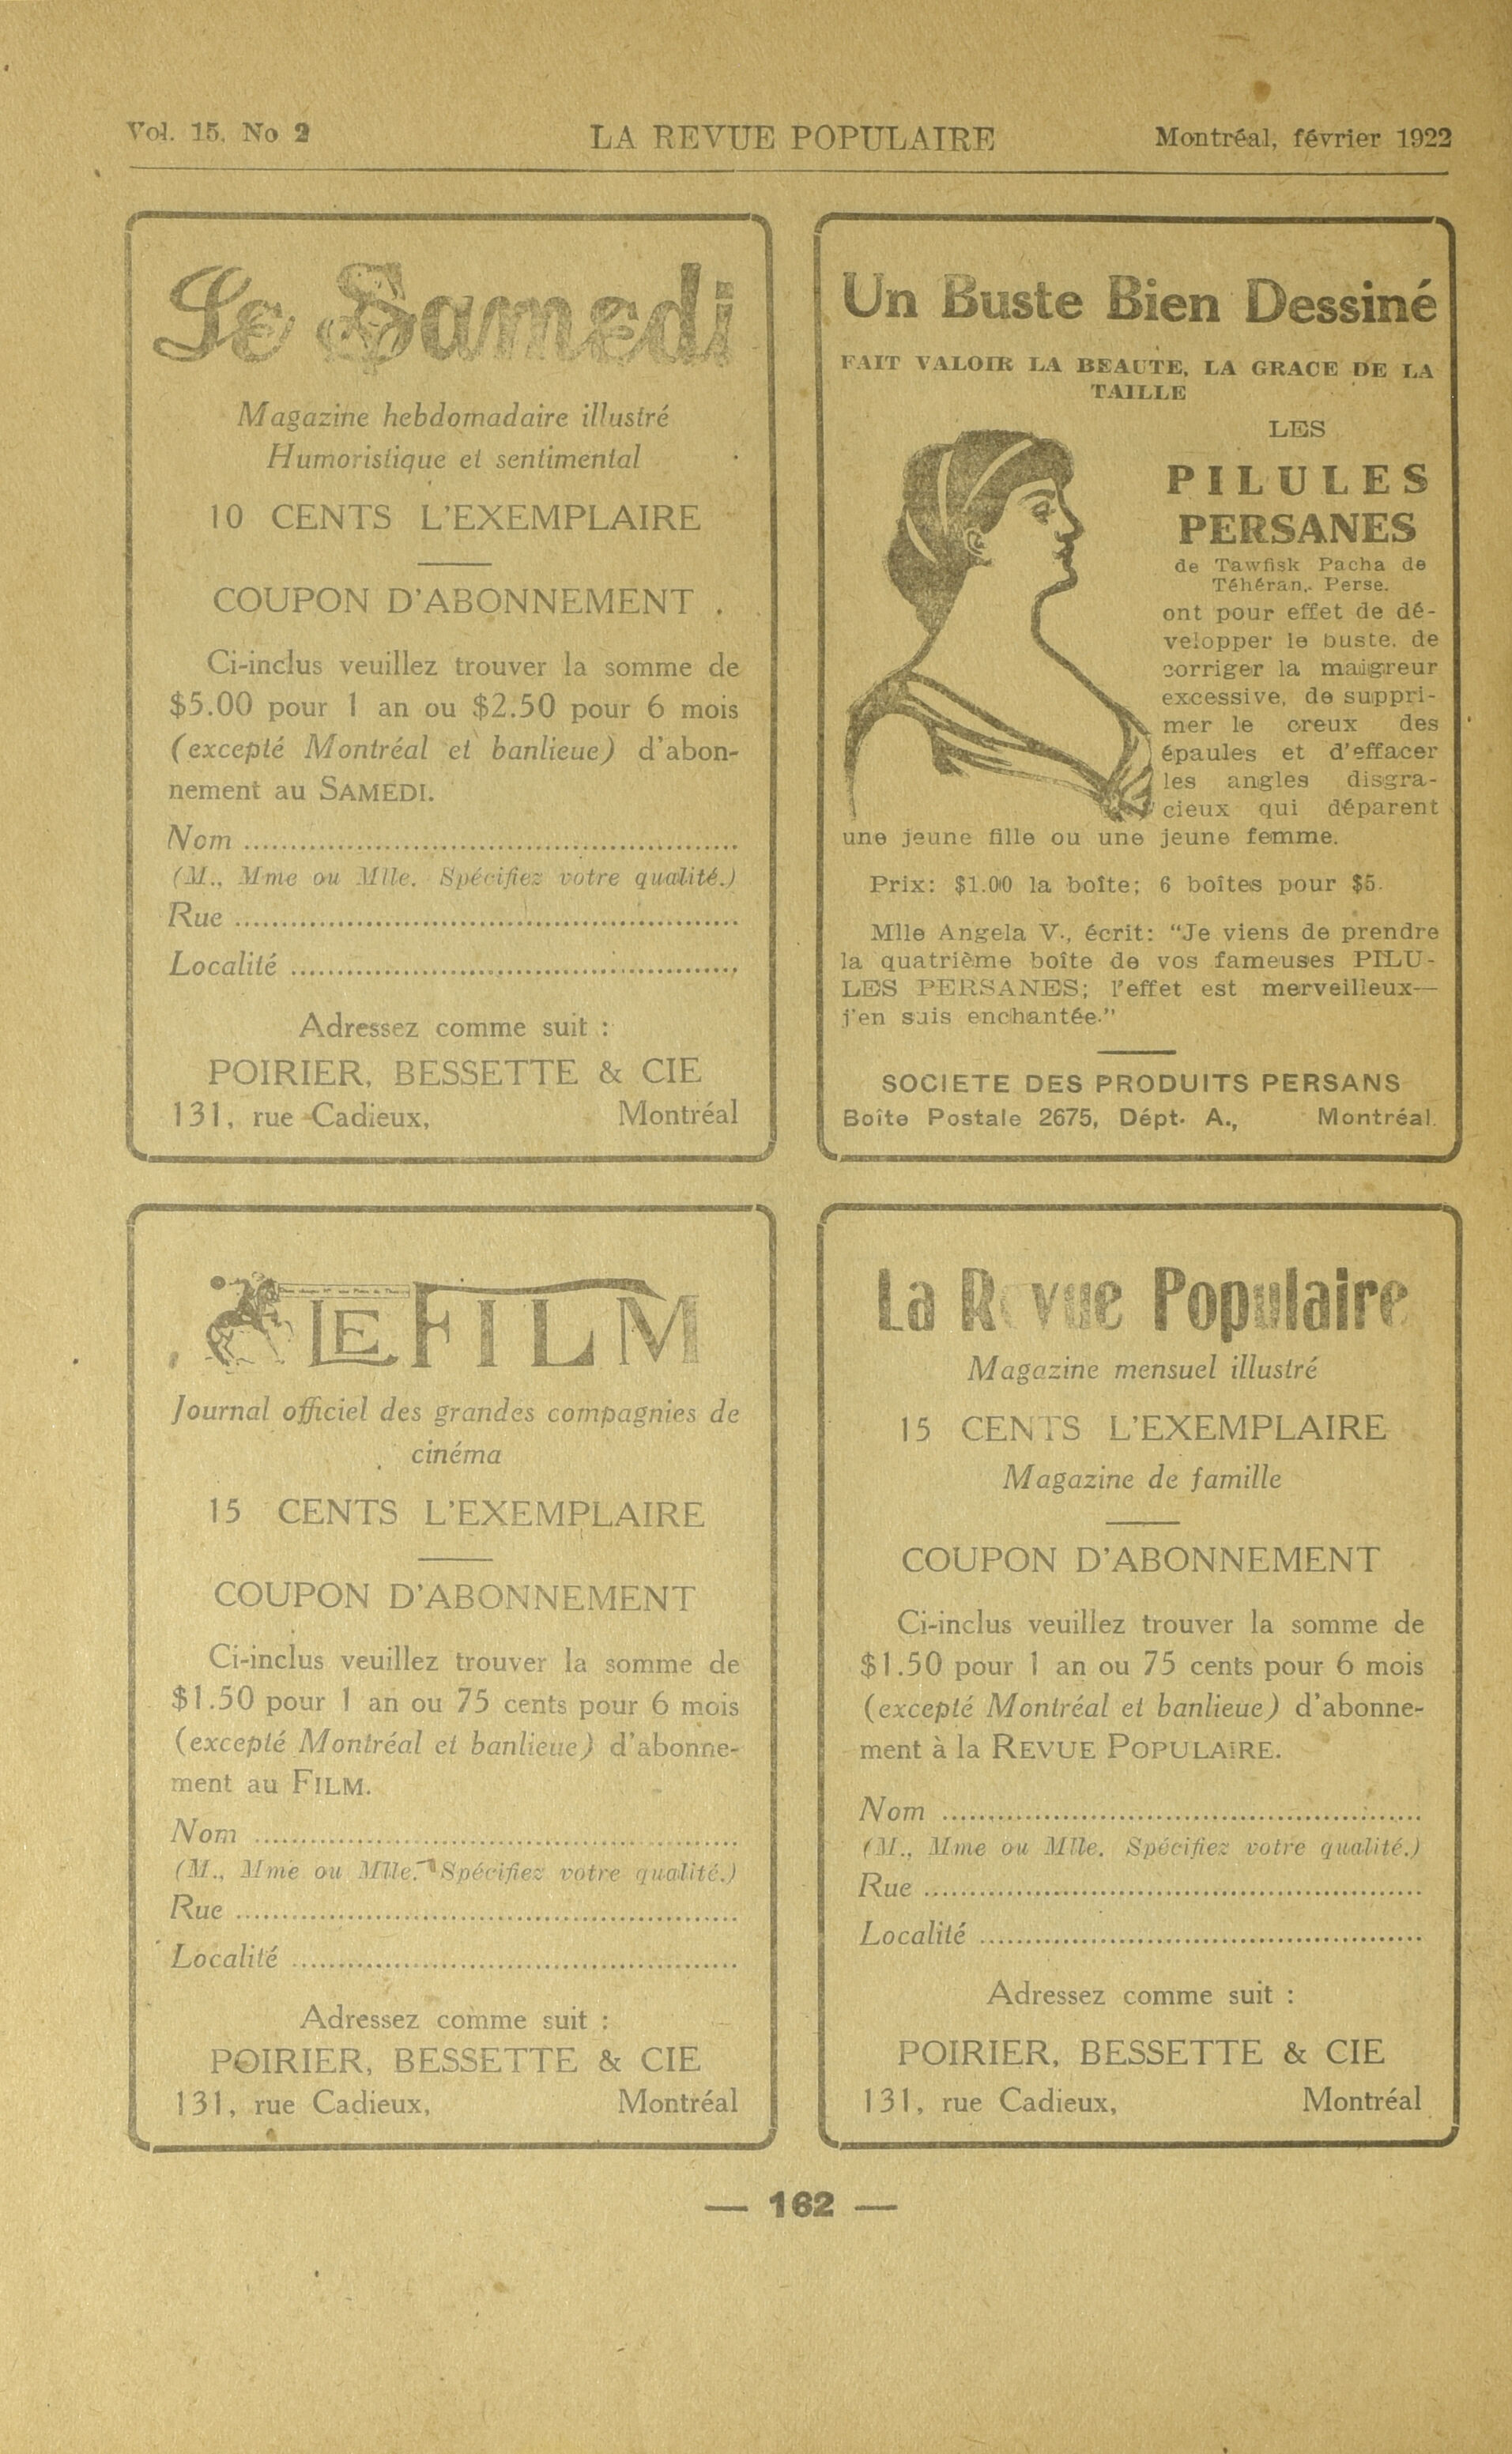 Vol. 15. No 2
LA REVUE POPULAIRE
Montréal, février 1922
Le Samedi
Magazine hebdomadaire illustré
Humoristique et sentimental
10 CENTS L'EXEMPLAIRE
COUPON D'ABONNEMENT
Ci-inclus veuillez trouver la somme de
$5.00 pour 1 an ou $2.50 pour 6 mois
(excepté Montréal et banlieue) d'abon-
nement au SAMEDI.
Nom
(M., Mme ou Mlle. Spécifiez votre qualité.)
Rue
Localité
Adressez comme suit :
POIRIER, BESSETTE & CIE
131, rue Cadieux, Montréal
Un Buste Bien Dessiné
FAIT VALOIR LA BEAUTE, LA GRACE DE LA
TAILLE
LES
PILULES
PERSANES
de Tawfisk Pacha de
Téhéran, Perse.
ont pour effet de dé-
velopper le buste, de
corriger la maigreur
excessive, de suppri-
mer le creux des
épaules et d'effacer
les angles disgra-
cieux qui déparent
une jeune fille ou une jeune femme.
Prix: $1.00 la boîte; 6 boîtes pour $5.
Mlle Angela V., écrit: "Je viens de prendre
la quatrième boîte de vos fameuses PILU-
LES PERSANES; l'effet est merveilleux—
j'en suis enchantée."
SOCIETE DES PRODUITS PERSANS
Boîte Postale 2675, Dépt. A., Montréal.
LE FILM
Journal officiel des grandes compagnies de
cinéma
15 CENTS L'EXEMPLAIRE
COUPON D'ABONNEMENT
Ci-inclus veuillez trouver la somme de
$1.50 pour 1 an ou 75 cents pour 6 mois
(excepté Montréal et banlieue) d'abonne-
ment au FILM.
Nom
(M., Mme ou Mlle. Spécifiez votre qualité.)
Rue
Localité
Adressez comme suit :
POIRIER, BESSETTE & CIE
131, rue Cadieux, Montréal
La Revue Populaire
Magazine mensuel illustré
15 CENTS L'EXEMPLAIRE
Magazine de famille
COUPON D'ABONNEMENT
Ci-inclus veuillez trouver la somme de
$1.50 pour 1 an ou 75 cents pour 6 mois
(excepté Montréal et banlieue) d'abonne-
ment à la REVUE POPULAIRE.
Nom
(M., Mme ou Mlle. Spécifiez votre qualité.)
Rue
Localité
Adressez comme suit :
POIRIER, BESSETTE & CIE
131, rue Cadieux, Montréal
— 162 —